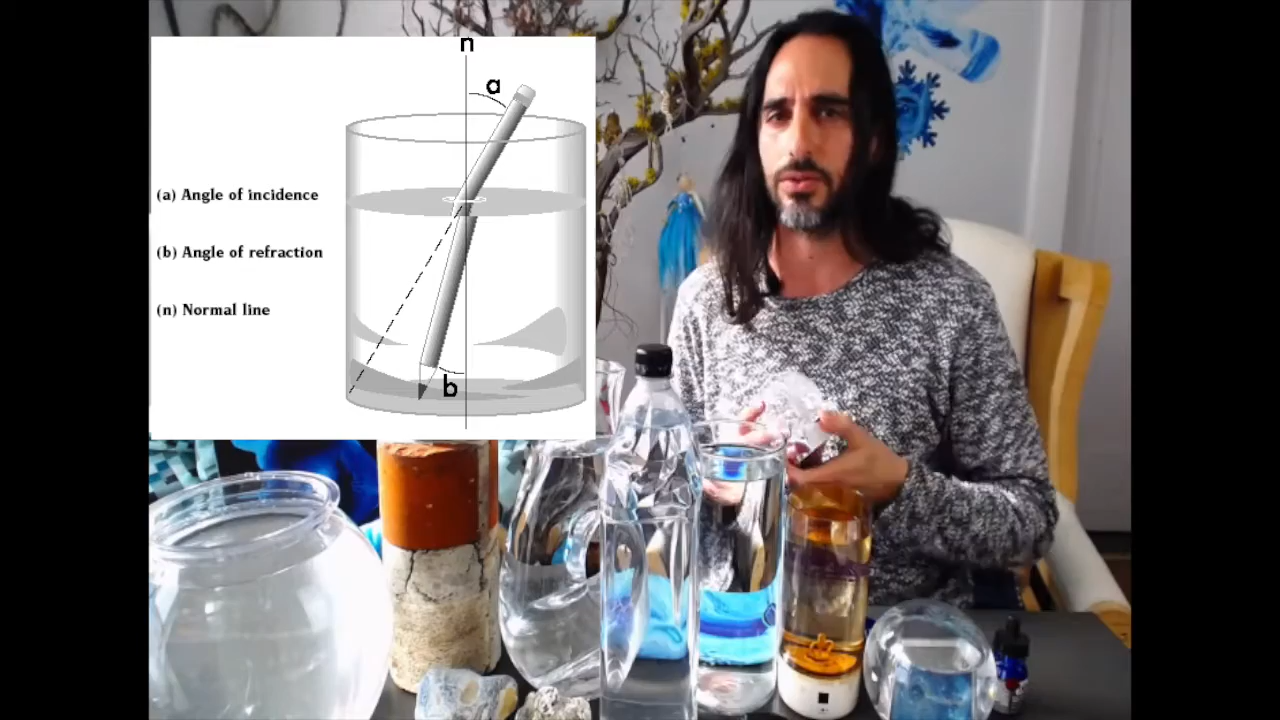 n
a
(a) Angle of incidence
(b) Angle of refraction
(n) Normal line
b